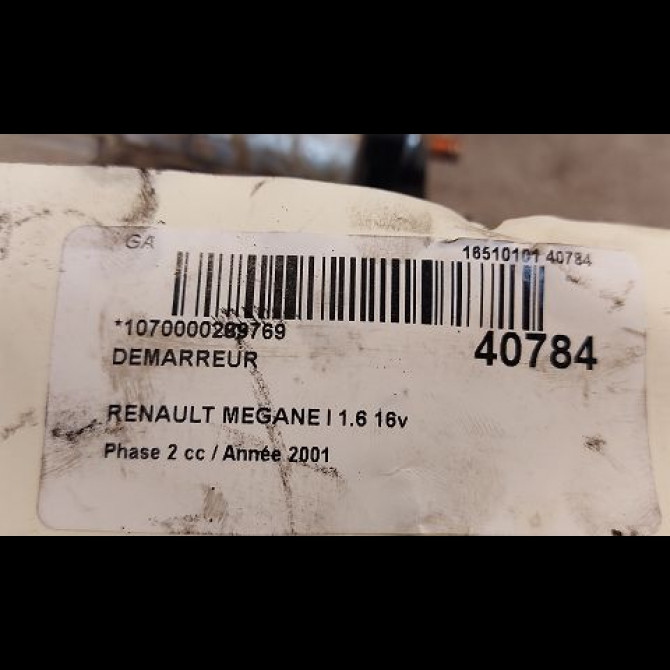 GA
16510101 40784
*1070000289769
40784
DEMARREUR
RENAULT MEGANE I 1.6 16v
Phase 2 cc / Année 2001